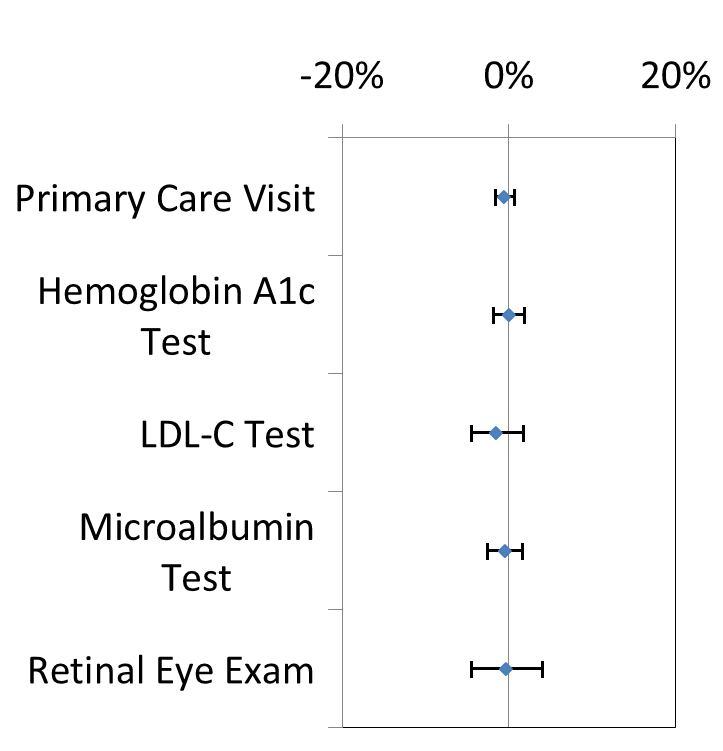 -20% 0% 20%
Primary Care Visit
Hemoglobin A1c
Test
LDL-C Test
Microalbumin
Test
Retinal Eye Exam